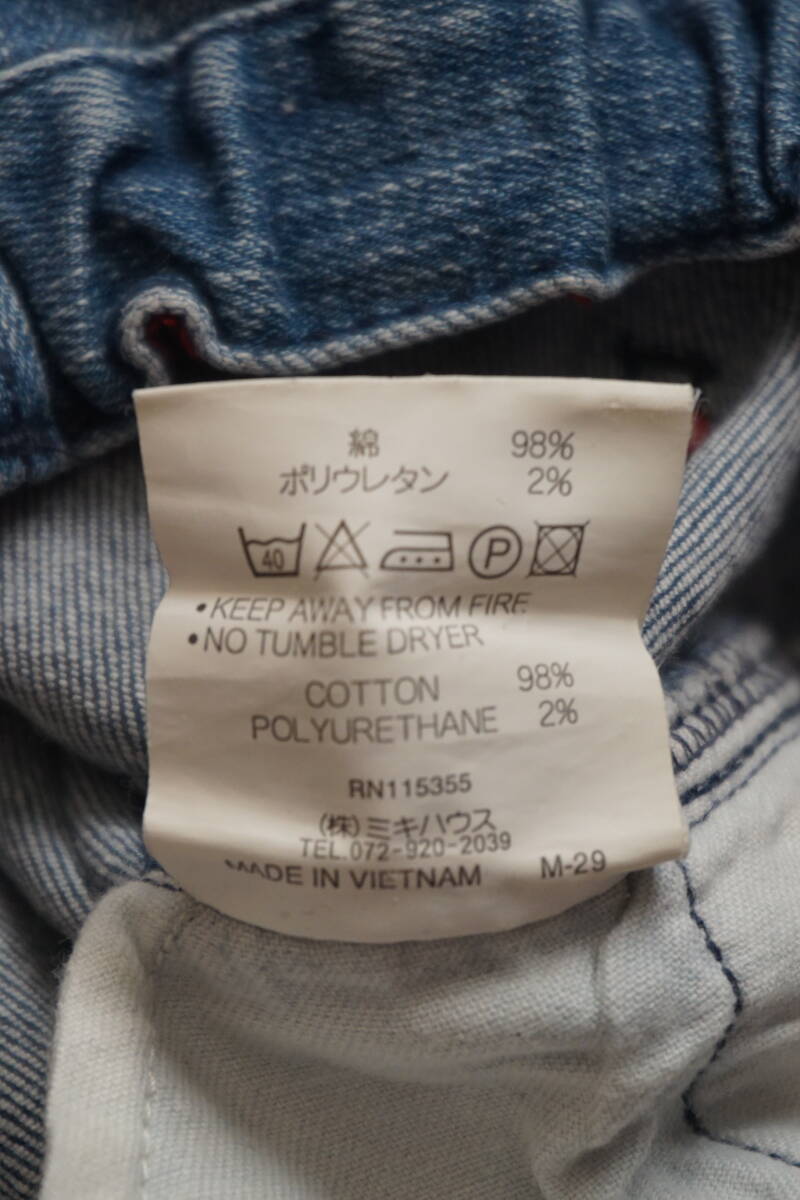 綿 98%
ポリウレタン 2%
40 P
•KEEP AWAY FROM FIRE
•NO TUMBLE DRYER
COTTON 98%
POLYURETHANE 2%
RN115355
(株)ミキハウス
TEL.072-920-2039
MADE IN VIETNAM M-29